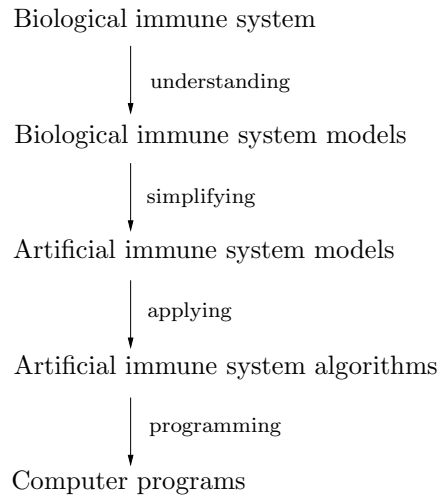 Biological immune system
understanding
Biological immune system models
simplifying
Artificial immune system models
applying
Artificial immune system algorithms
programming
Computer programs